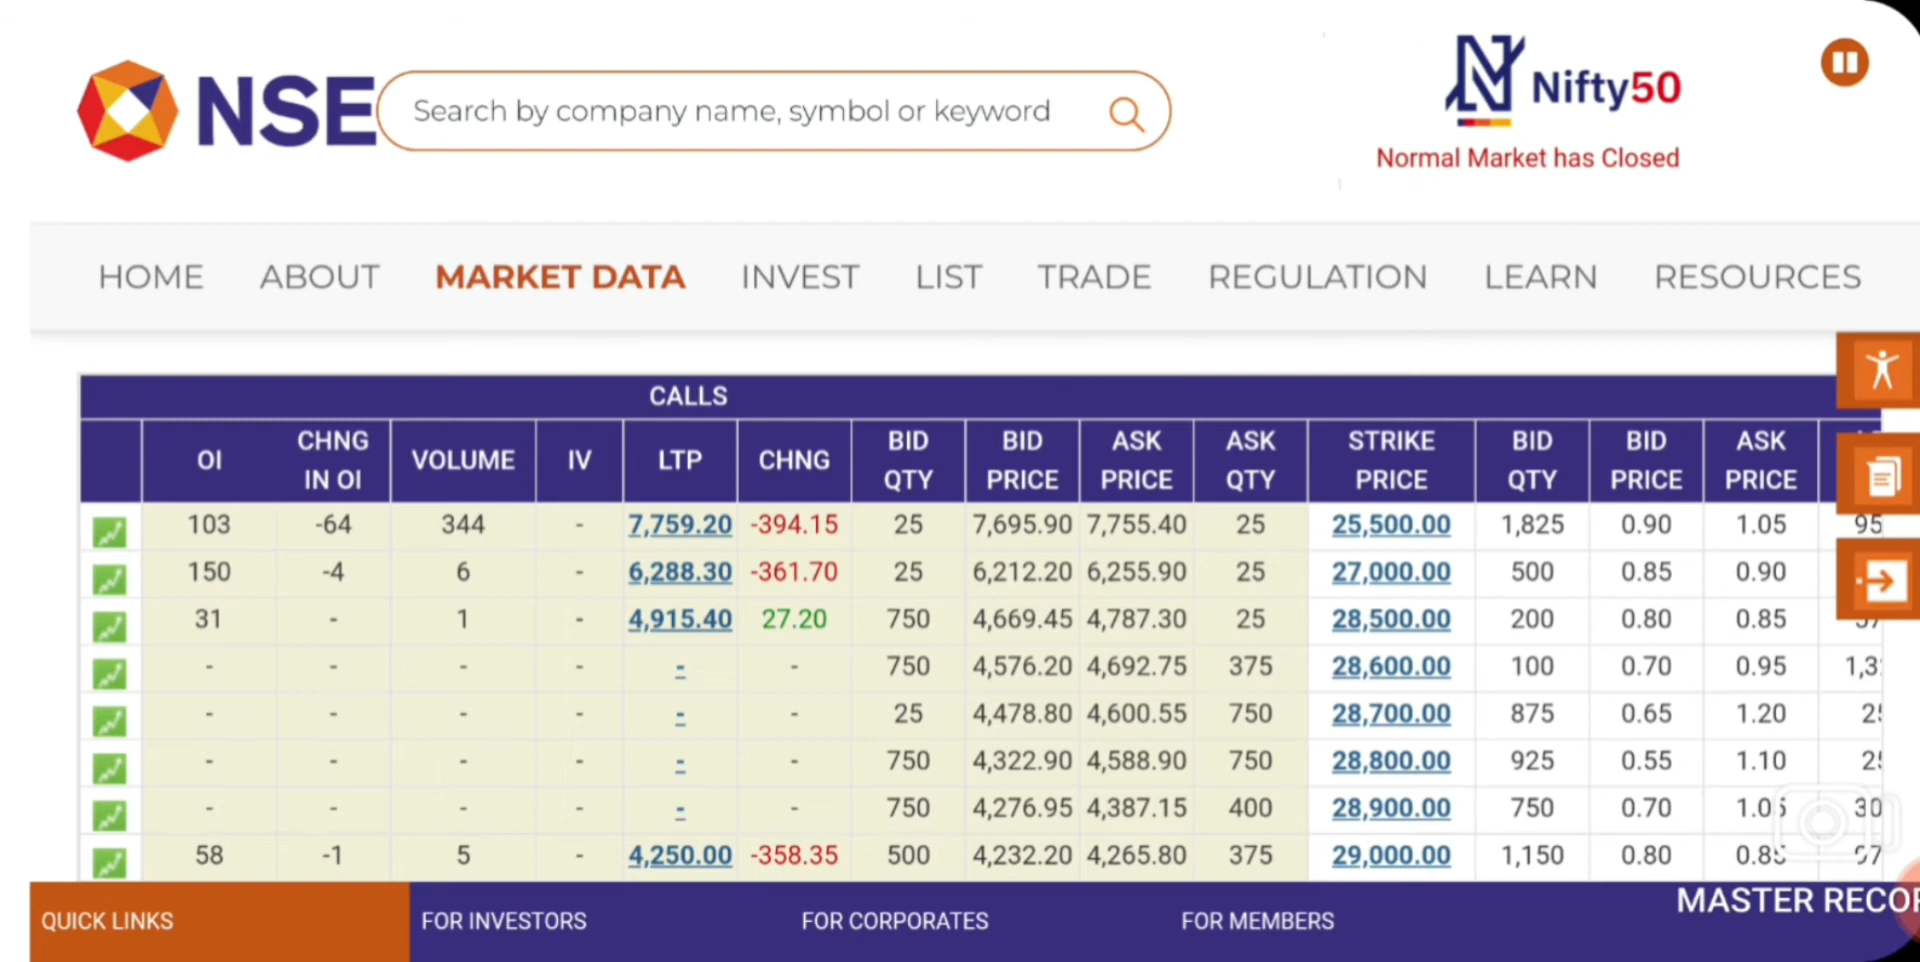 NSE
Search by company name, symbol or keyword
Nifty50
Normal Market has Closed
HOME ABOUT MARKET DATA INVEST LIST TRADE REGULATION LEARN RESOURCES
CALLS
OI CHNG IN OI VOLUME IV LTP CHNG BID QTY BID PRICE ASK PRICE ASK QTY STRIKE PRICE BID QTY BID PRICE ASK PRICE
103 -64 344 - 7,759.20 -394.15 25 7,695.90 7,755.40 25 25,500.00 1,825 0.90 1.05
150 -4 6 - 6,288.30 -361.70 25 6,212.20 6,255.90 25 27,000.00 500 0.85 0.90
31 - 1 - 4,915.40 27.20 750 4,669.45 4,787.30 25 28,500.00 200 0.80 0.85
- - - - - - 750 4,576.20 4,692.75 375 28,600.00 100 0.70 0.95
- - - - - - 25 4,478.80 4,600.55 750 28,700.00 875 0.65 1.20
- - - - - - 750 4,322.90 4,588.90 750 28,800.00 925 0.55 1.10
- - - - - - 750 4,276.95 4,387.15 400 28,900.00 750 0.70 1.05
58 -1 5 - 4,250.00 -358.35 500 4,232.20 4,265.80 375 29,000.00 1,150 0.80 0.85
MASTER RECO
QUICK LINKS FOR INVESTORS FOR CORPORATES FOR MEMBERS